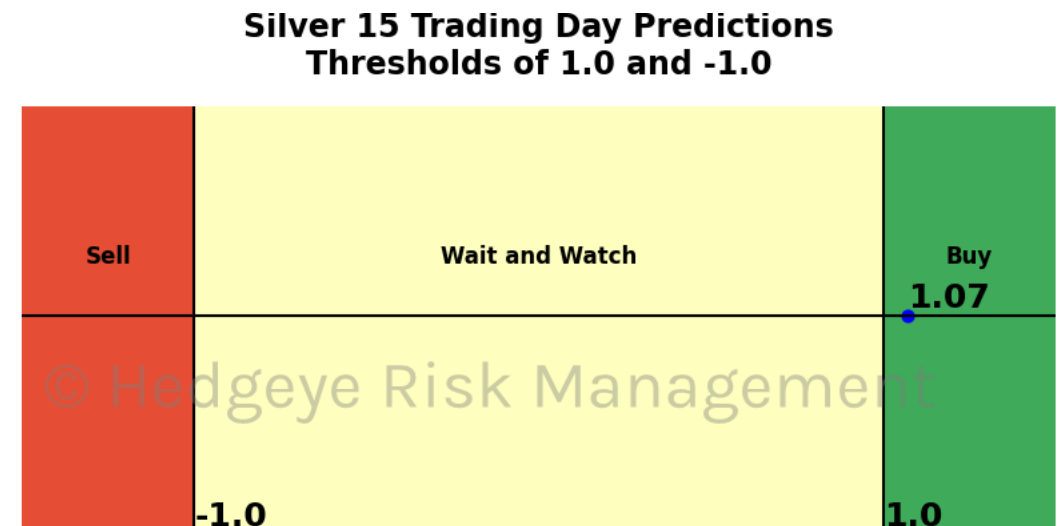 Silver 15 Trading Day Predictions
Thresholds of 1.0 and -1.0
Sell Wait and Watch Buy
1.07
© Hedgeye Risk Management
-1.0 1.0